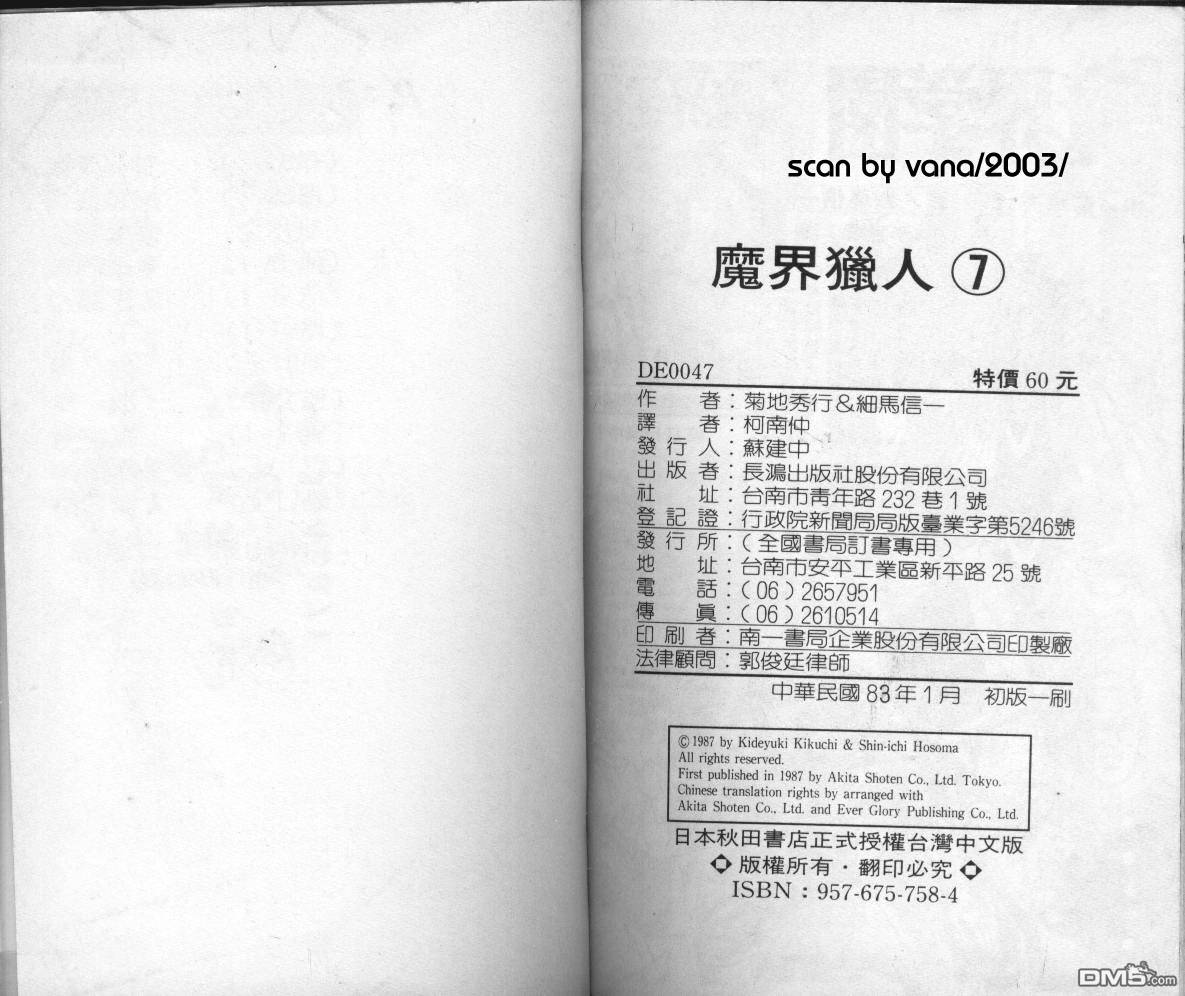 scan by vana/2003/
魔界獵人 ⑦
DE0047 特價 60 元
作者：菊地秀行&細馬信一
譯者：柯南仲
發行人：蘇建中
出版者：長鴻出版社股份有限公司
社址：台南市青年路 232 巷 1 號
登記證：行政院新聞局局版臺業字第5246號
發行所：(全國書局訂書專用)
地址：台南市安平工業區新平路 25 號
電話：(06)2657951
傳眞：(06)2610514
印刷者：南一書局企業股份有限公司印製廠
法律顧問：郭俊廷律師
中華民國 83 年 1 月 初版一刷
© 1987 by Kideyuki Kikuchi & Shin-ichi Hosoma
All rights reserved.
First published in 1987 by Akita Shoten Co., Ltd. Tokyo.
Chinese translation rights by arranged with
Akita Shoten Co., Ltd. and Ever Glory Publishing Co., Ltd.
日本秋田書店正式授權台灣中文版
版權所有・翻印必究
ISBN：957-675-758-4
DM5.com